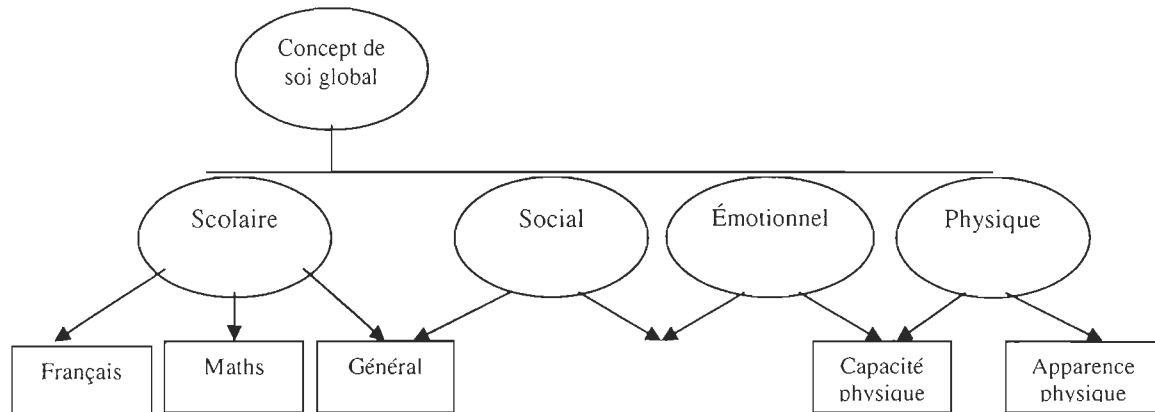 Concept de
soi global
Scolaire
Social
Émotionnel
Physique
Français
Maths
Général
Capacité
physique
Apparence
physique